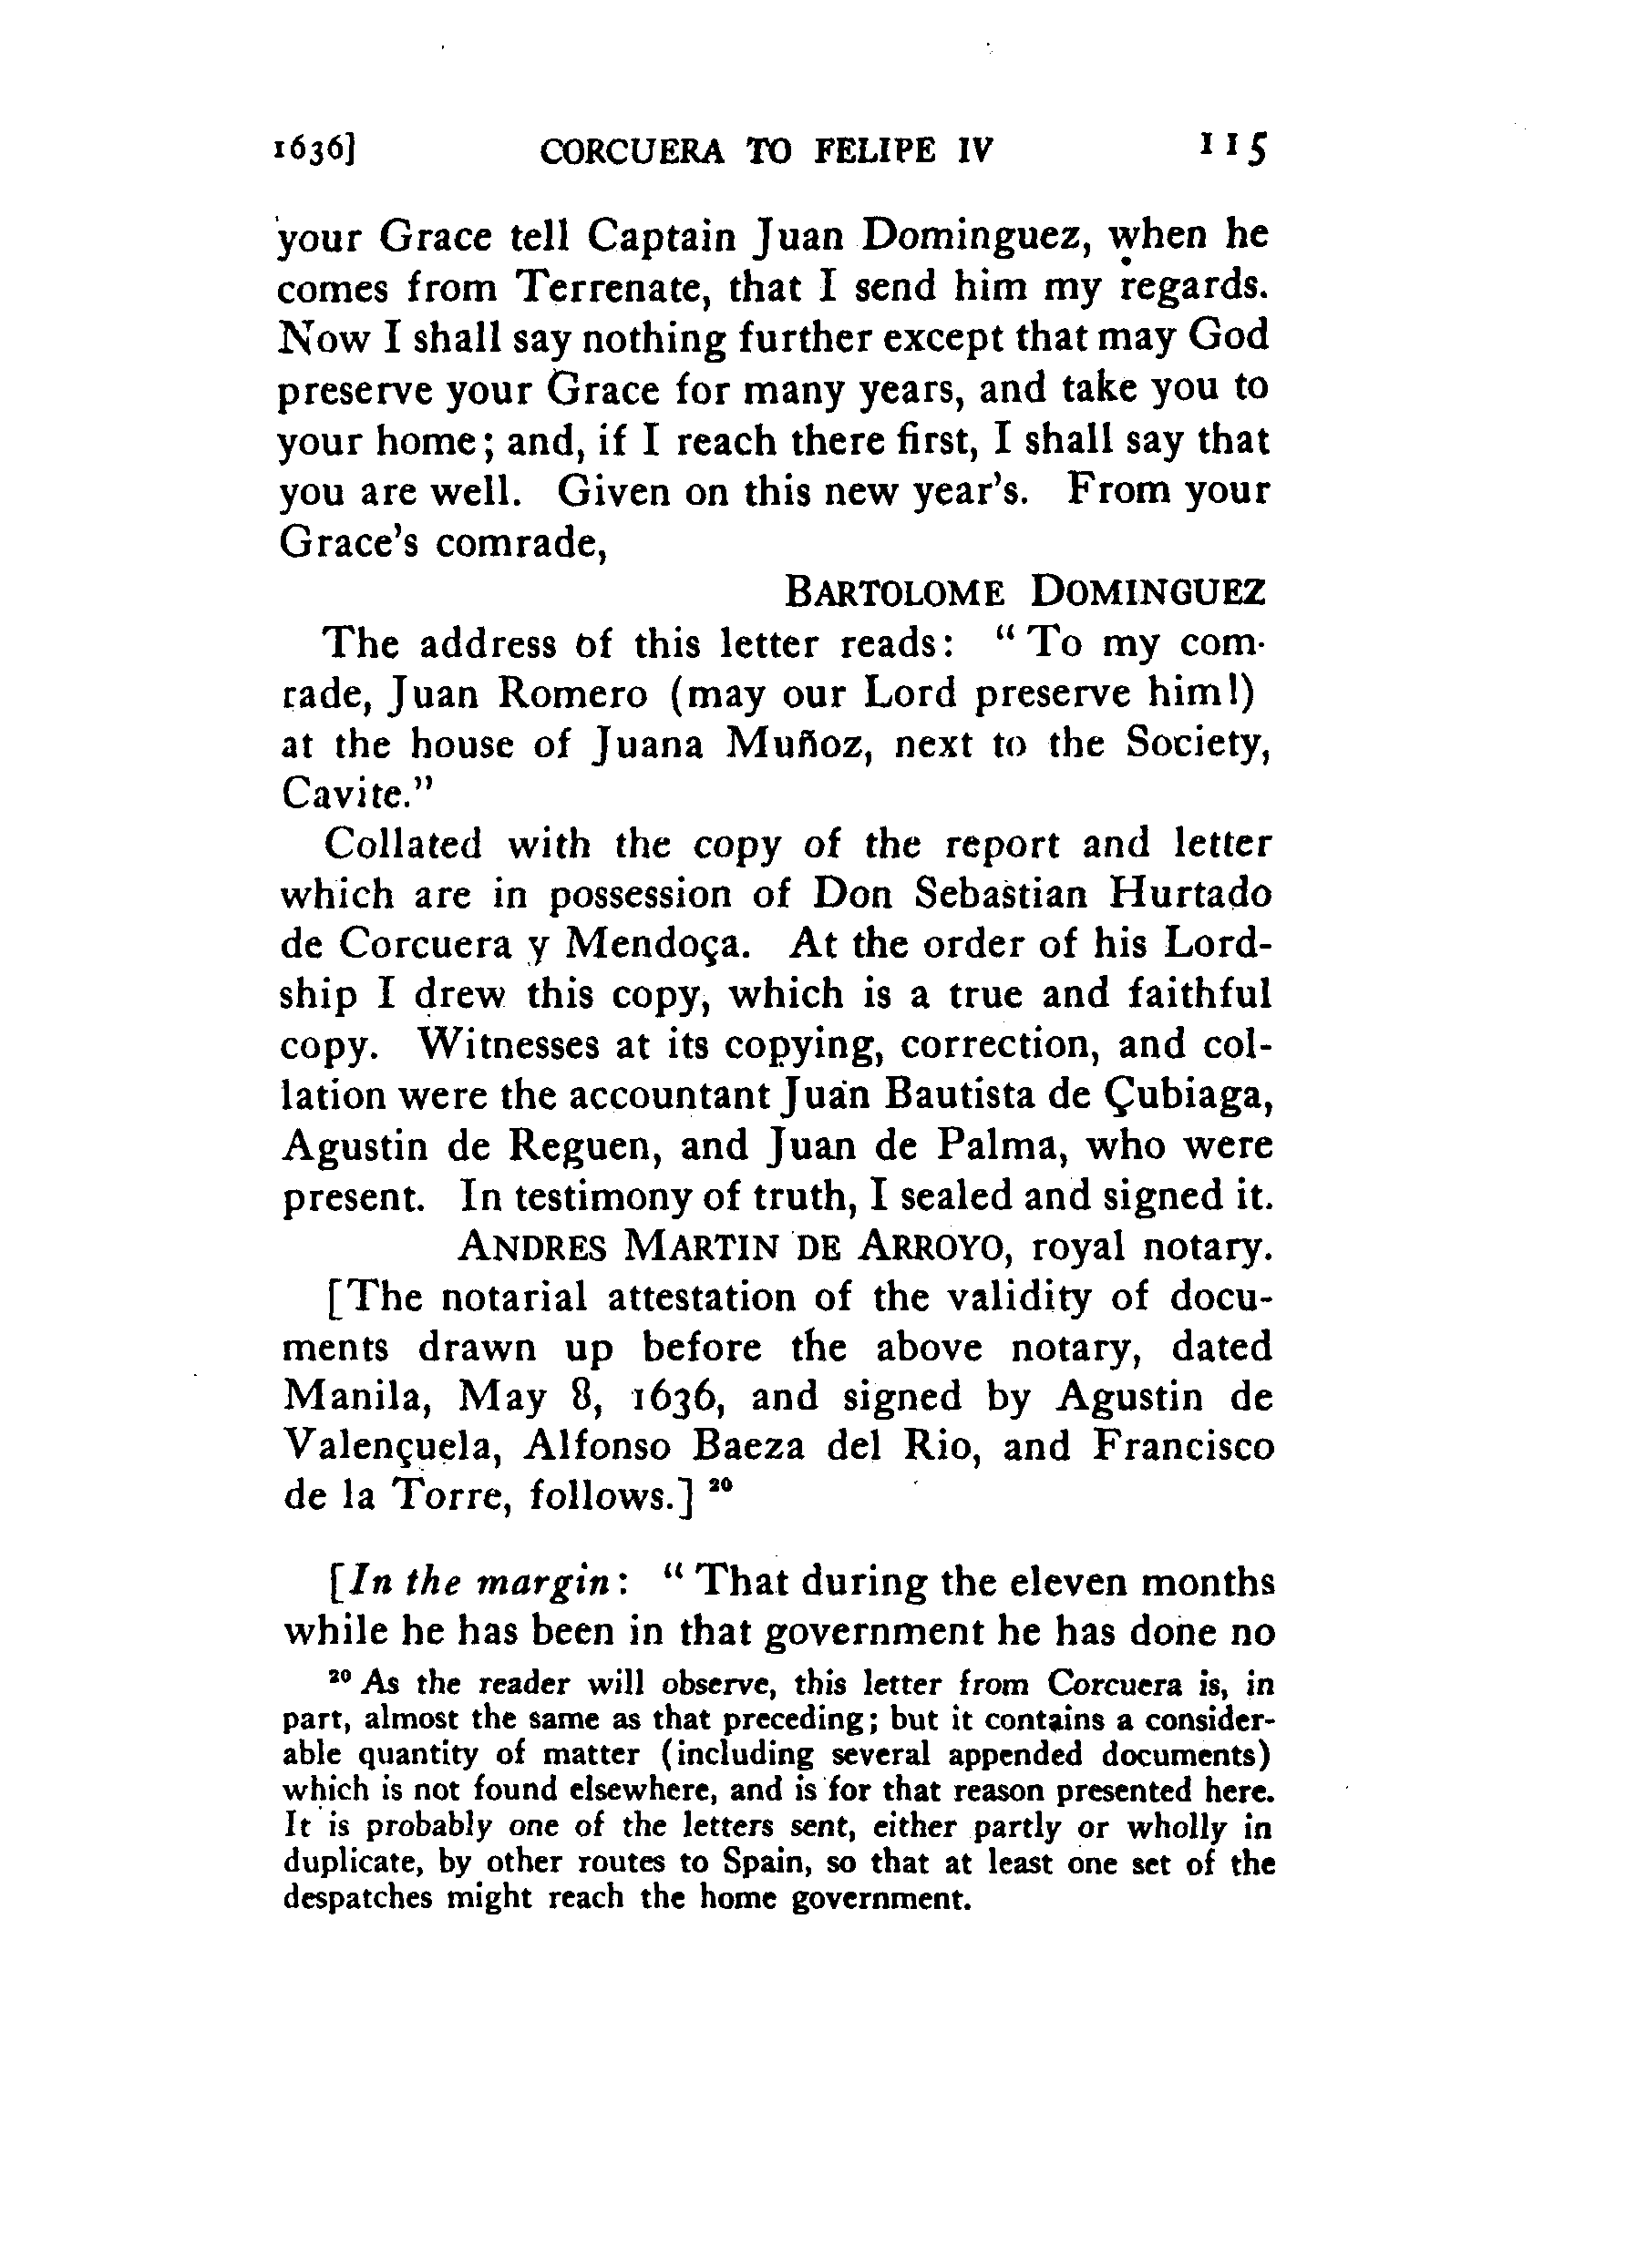 1636] CORCUERA TO FELIPE IV 115
your Grace tell Captain Juan Dominguez, when he
comes from Terrenate, that I send him my regards.
Now I shall say nothing further except that may God
preserve your Grace for many years, and take you to
your home; and, if I reach there first, I shall say that
you are well. Given on this new year's. From your
Grace's comrade,
BARTOLOME DOMINGUEZ
The address of this letter reads: " To my com-
rade, Juan Romero (may our Lord preserve him!)
at the house of Juana Muñoz, next to the Society,
Cavite."
Collated with the copy of the report and letter
which are in possession of Don Sebastian Hurtado
de Corcuera y Mendoça. At the order of his Lord-
ship I drew this copy, which is a true and faithful
copy. Witnesses at its copying, correction, and col-
lation were the accountant Juan Bautista de Çubiaga,
Agustin de Reguen, and Juan de Palma, who were
present. In testimony of truth, I sealed and signed it.
ANDRES MARTIN DE ARROYO, royal notary.
[The notarial attestation of the validity of docu-
ments drawn up before the above notary, dated
Manila, May 8, 1636, and signed by Agustin de
Valençuela, Alfonso Baeza del Rio, and Francisco
de la Torre, follows.] 20
[In the margin: " That during the eleven months
while he has been in that government he has done no
20 As the reader will observe, this letter from Corcuera is, in
part, almost the same as that preceding; but it contains a consider-
able quantity of matter (including several appended documents)
which is not found elsewhere, and is for that reason presented here.
It is probably one of the letters sent, either partly or wholly in
duplicate, by other routes to Spain, so that at least one set of the
despatches might reach the home government.